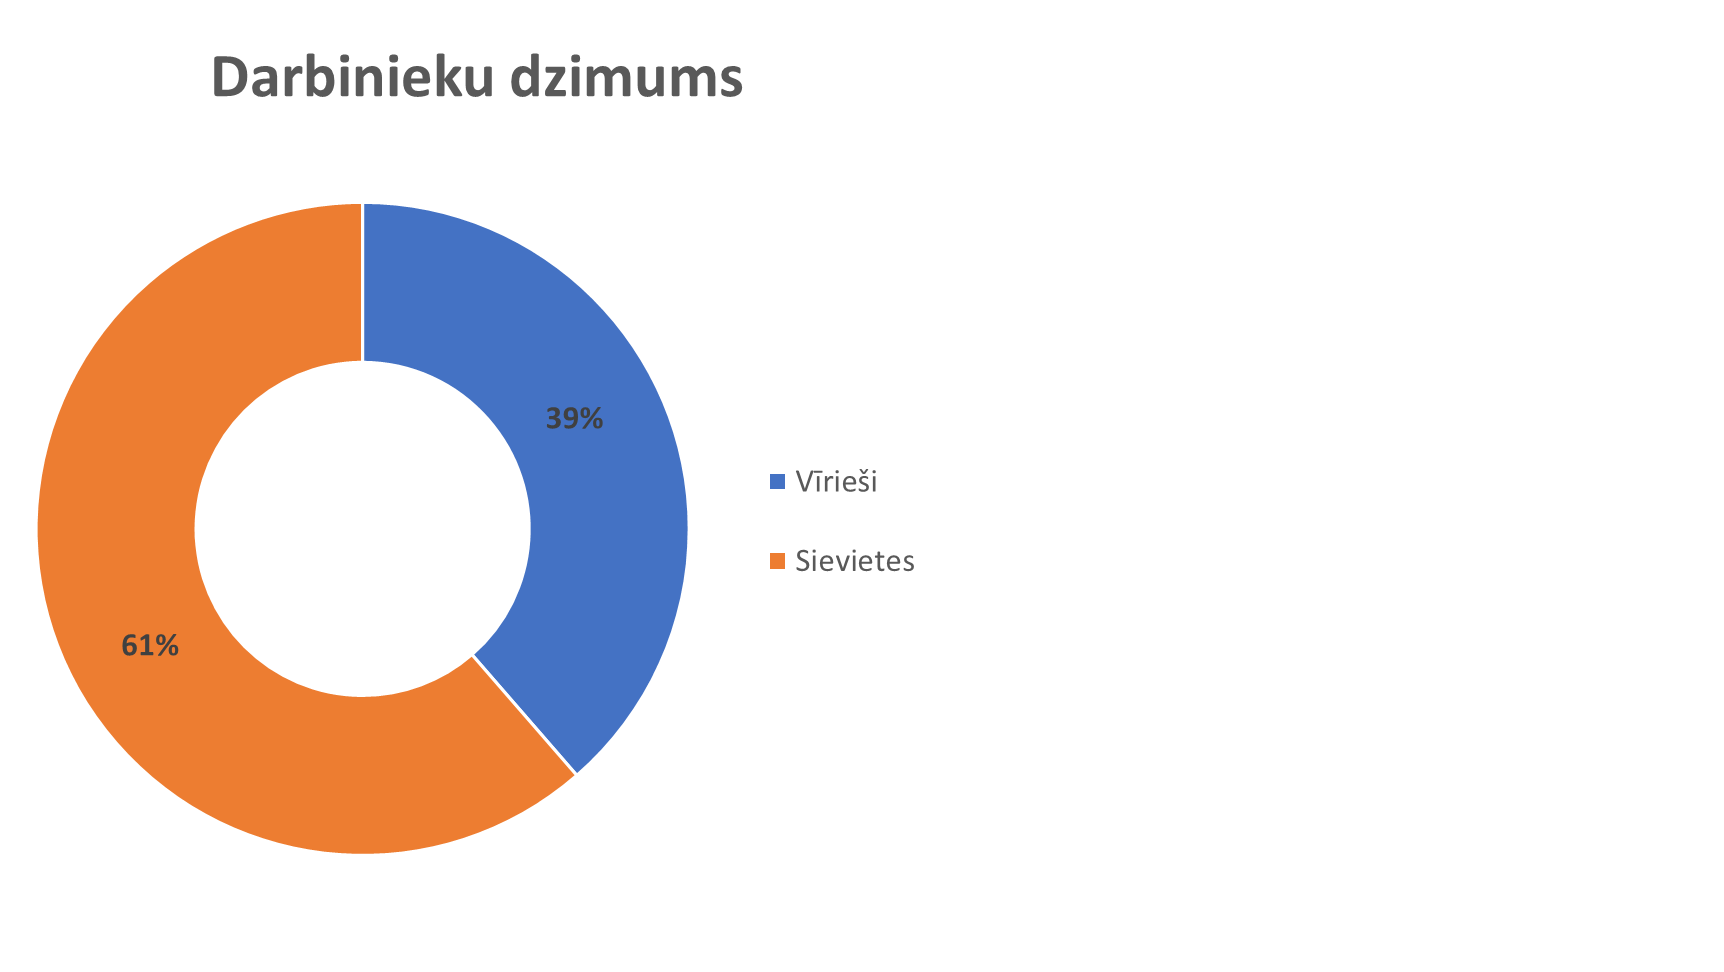 Darbinieku dzimums
39%
Vīrieši
Sievietes
61%